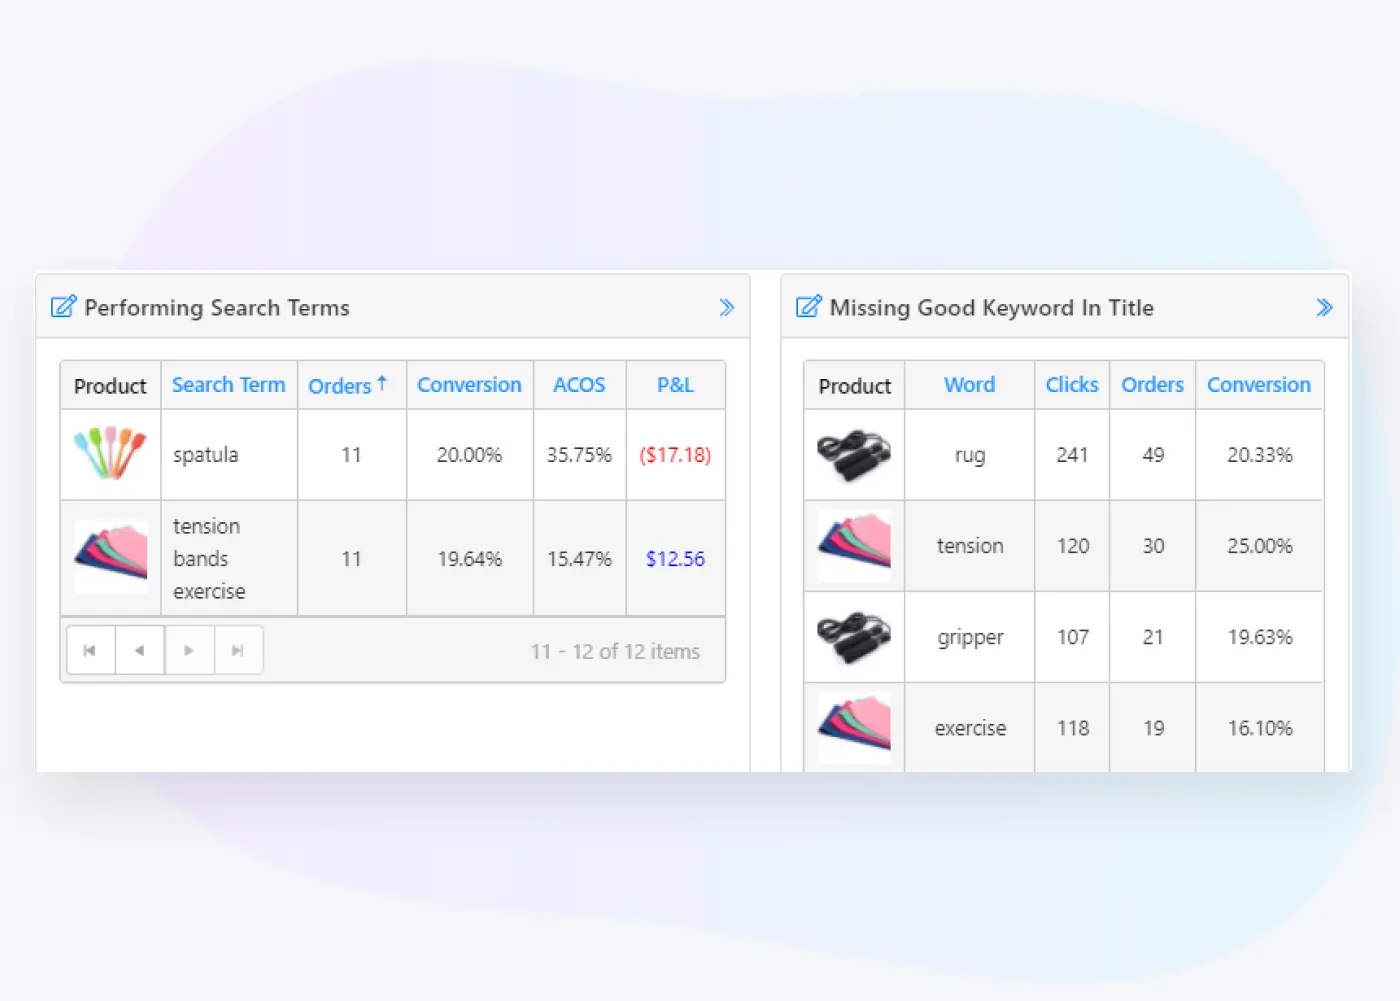 Performing Search Terms
Product Search Term Orders ↑ Conversion ACOS P&L
spatula 11 20.00% 35.75% ($17.18)
tension
bands 11 19.64% 15.47% $12.56
exercise
11 - 12 of 12 items
Missing Good Keyword In Title
Product Word Clicks Orders Conversion
rug 241 49 20.33%
tension 120 30 25.00%
gripper 107 21 19.63%
exercise 118 19 16.10%